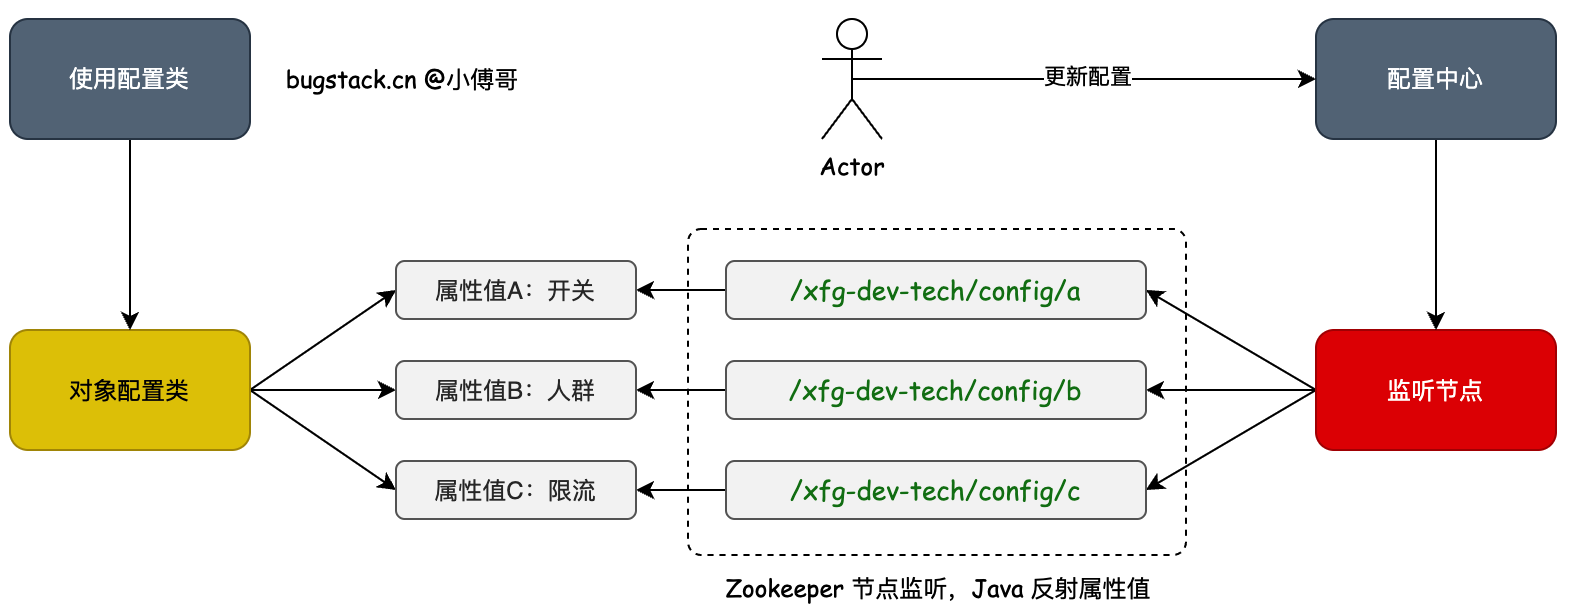 使用配置类
bugstack.cn @小傅哥
更新配置
配置中心
Actor
属性值A：开关
/xfg-dev-tech/config/a
对象配置类
属性值B：人群
/xfg-dev-tech/config/b
监听节点
属性值C：限流
/xfg-dev-tech/config/c
Zookeeper 节点监听，Java 反射属性值